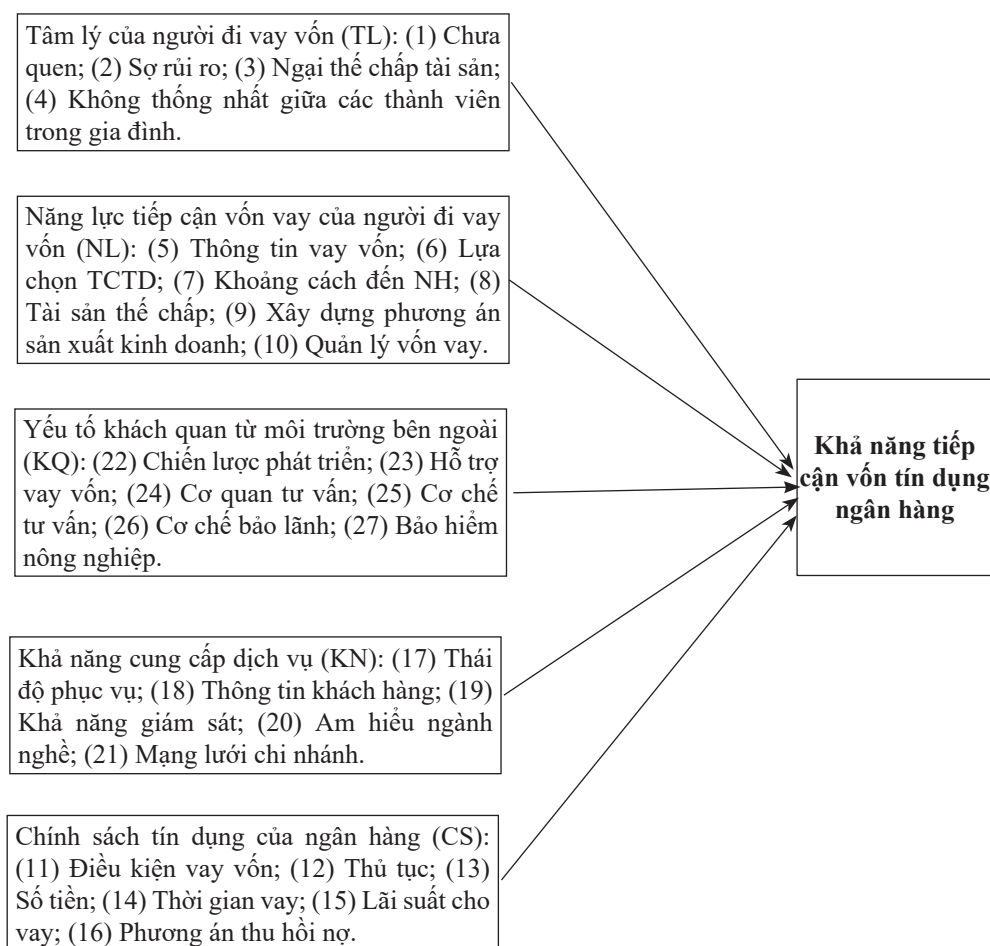 Tâm lý của người đi vay vốn (TL): (1) Chưa
quen; (2) Sợ rủi ro; (3) Ngại thế chấp tài sản;
(4) Không thống nhất giữa các thành viên
trong gia đình.
Năng lực tiếp cận vốn vay của người đi vay
vốn (NL): (5) Thông tin vay vốn; (6) Lựa
chọn TCTD; (7) Khoảng cách đến NH; (8)
Tài sản thế chấp; (9) Xây dựng phương án
sản xuất kinh doanh; (10) Quản lý vốn vay.
Yếu tố khách quan từ môi trường bên ngoài
(KQ): (22) Chiến lược phát triển; (23) Hỗ trợ
vay vốn; (24) Cơ quan tư vấn; (25) Cơ chế
tư vấn; (26) Cơ chế bảo lãnh; (27) Bảo hiểm
nông nghiệp.
Khả năng cung cấp dịch vụ (KN): (17) Thái
độ phục vụ; (18) Thông tin khách hàng; (19)
Khả năng giám sát; (20) Am hiểu ngành
nghề; (21) Mạng lưới chi nhánh.
Chính sách tín dụng của ngân hàng (CS):
(11) Điều kiện vay vốn; (12) Thủ tục; (13)
Số tiền; (14) Thời gian vay; (15) Lãi suất cho
vay; (16) Phương án thu hồi nợ.
Khả năng tiếp
cận vốn tín dụng
ngân hàng